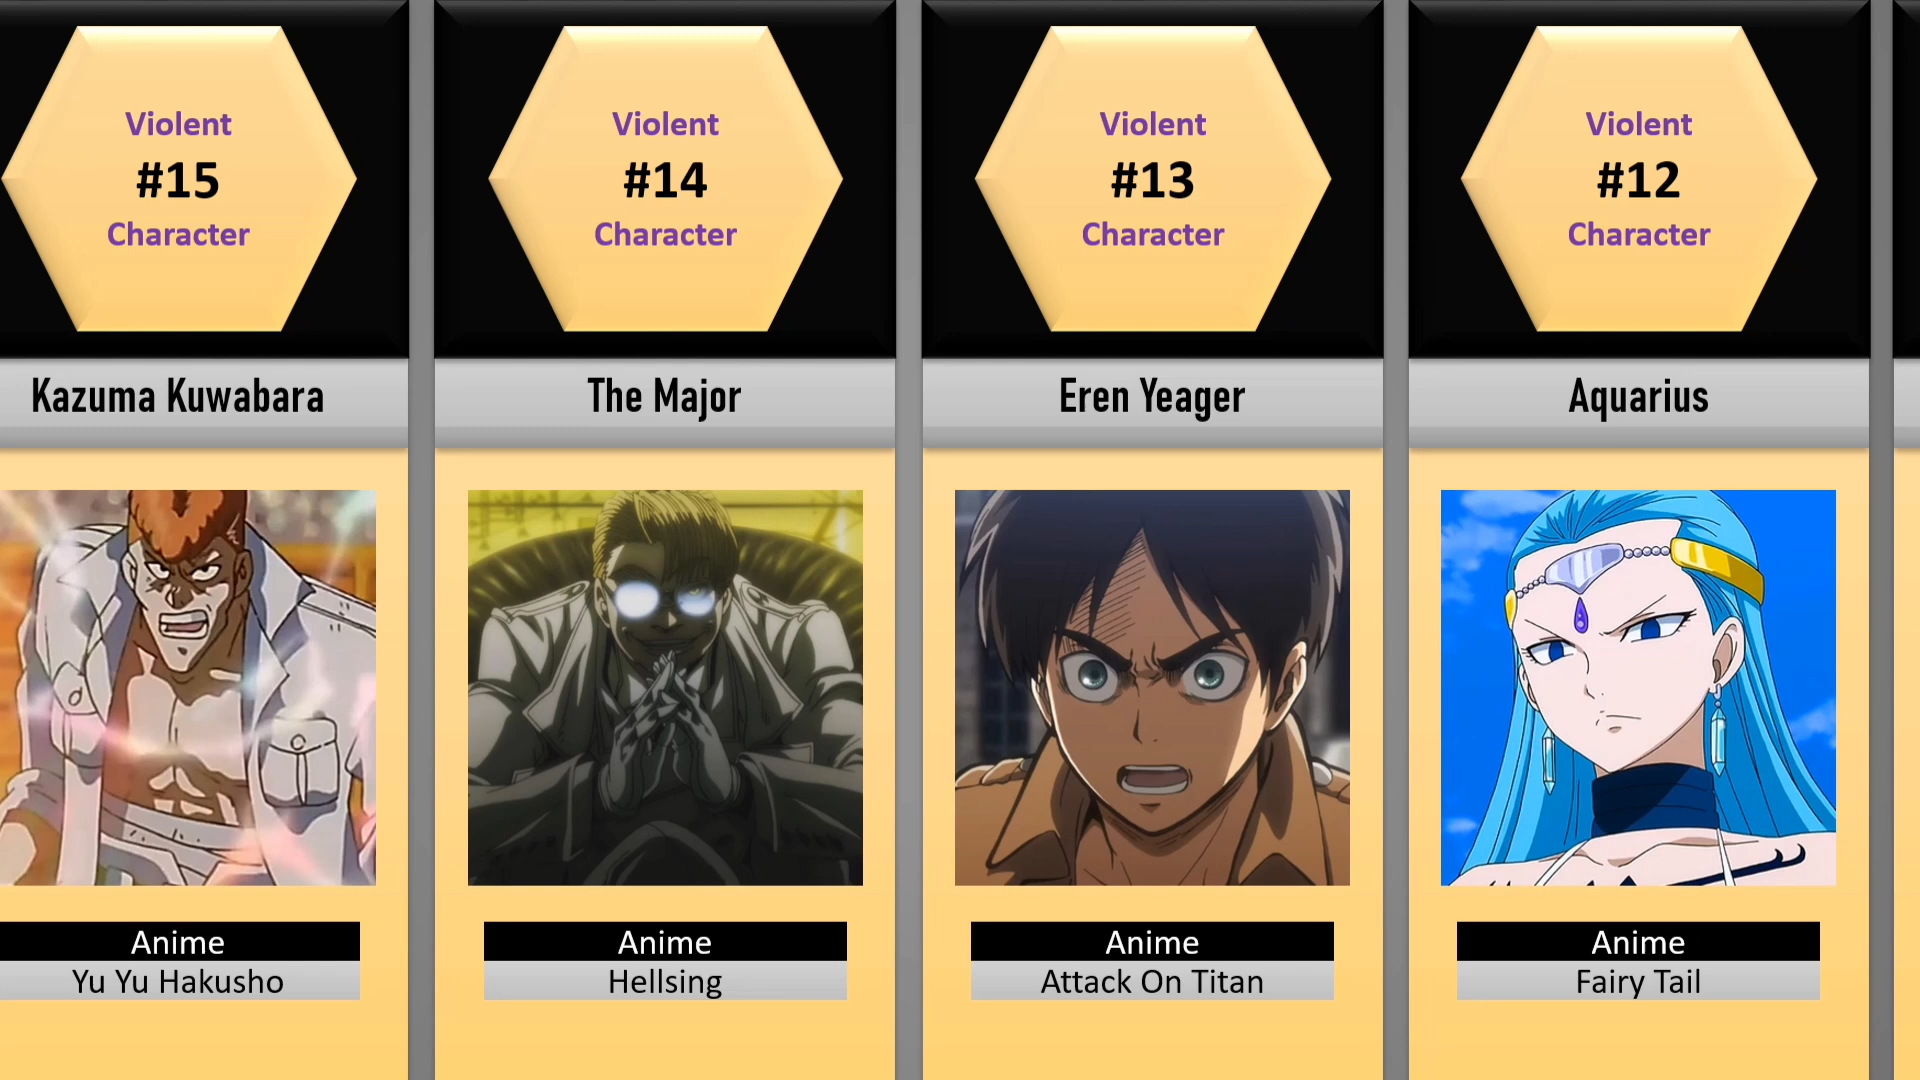 Violent
#15
Character
Kazuma Kuwabara
Anime
Yu Yu Hakusho
Violent
#14
Character
The Major
Anime
Hellsing
Violent
#13
Character
Eren Yeager
Anime
Attack On Titan
Violent
#12
Character
Aquarius
Anime
Fairy Tail